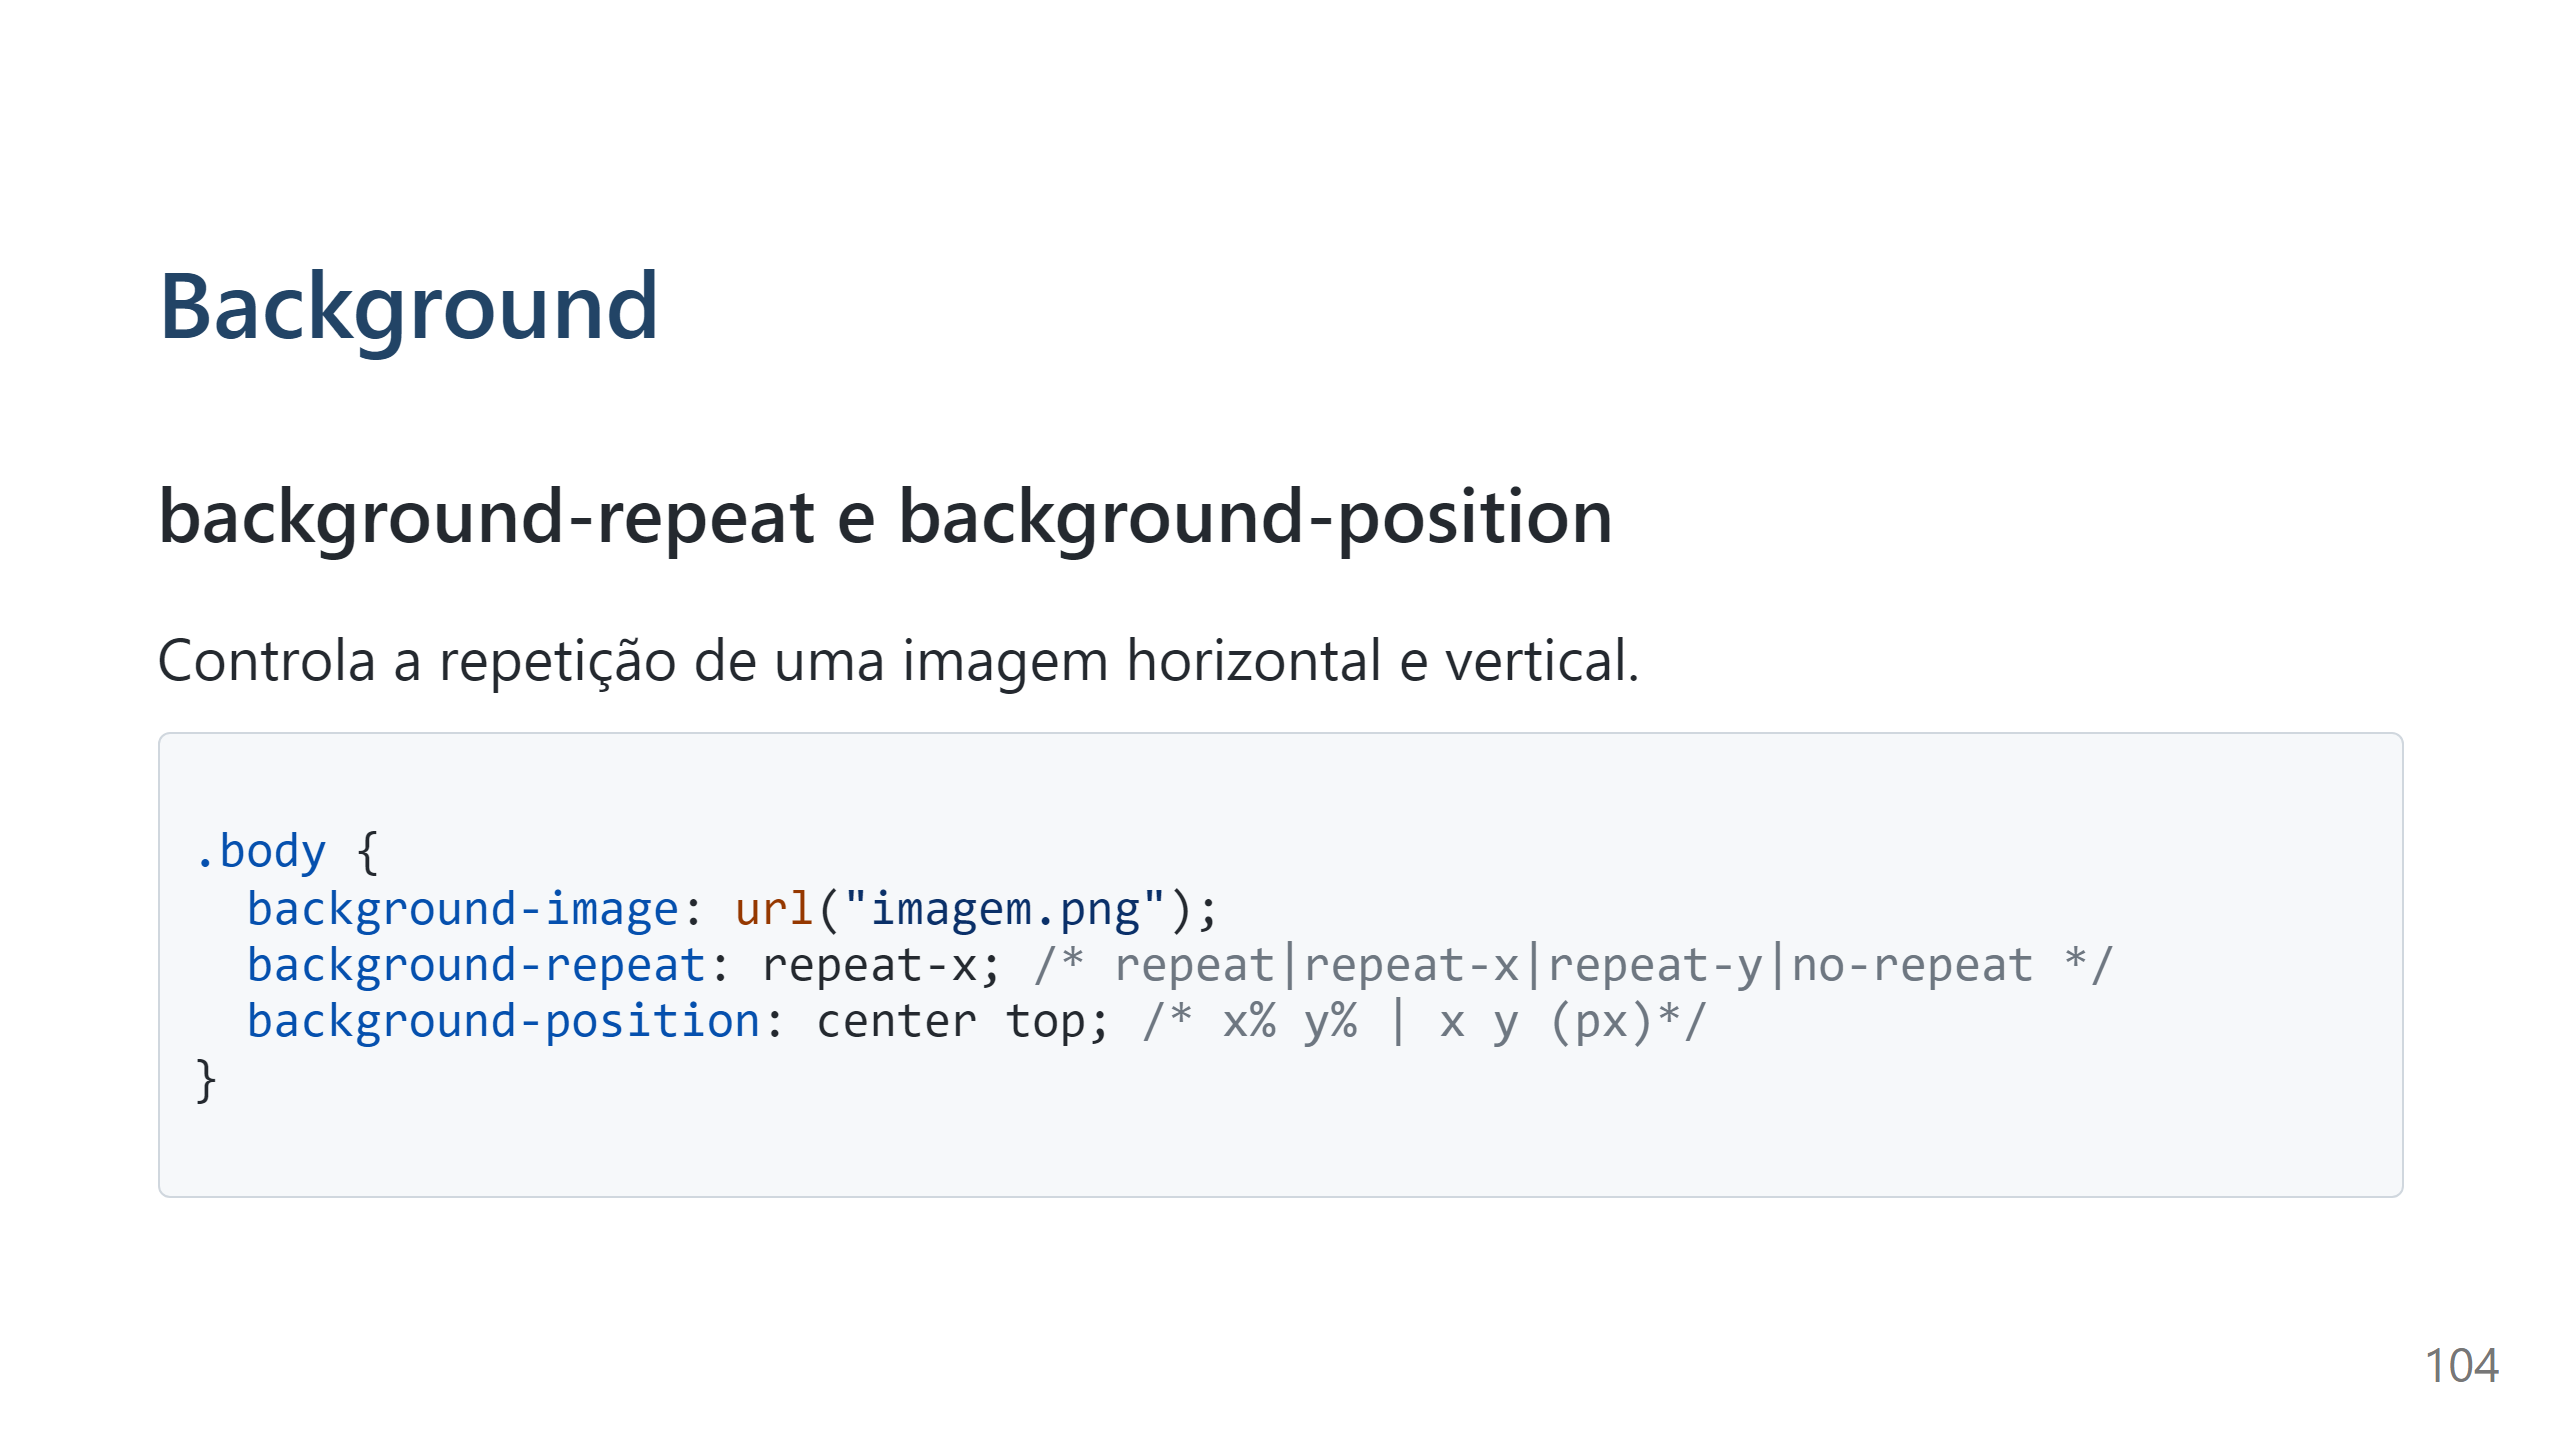 Background
background-repeat e background-position
Controla a repetição de uma imagem horizontal e vertical.
.body {
  background-image: url("imagem.png");
  background-repeat: repeat-x; /* repeat|repeat-x|repeat-y|no-repeat */
  background-position: center top; /* x% y% | x y (px)*/
}
104